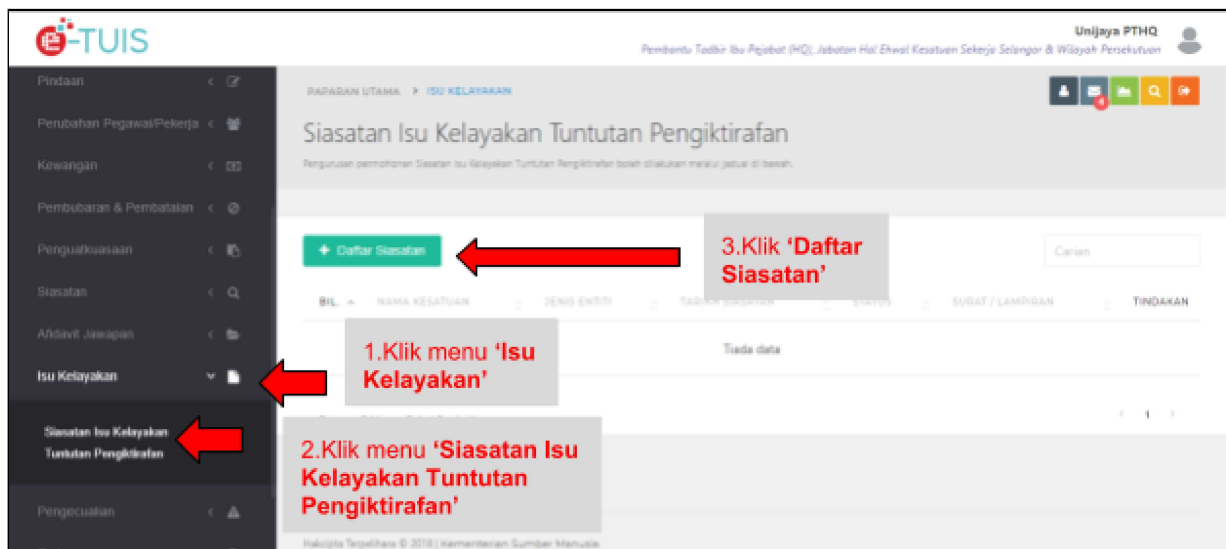 e-TUIS
Unijaya PTHQ
Pembantu Tadbir Ibu Pejabat (HQ), Jabatan Hal Ehwal Kesatuan Sekerja Selangor & Wilayah Persekutuan
Pindaan
Perubahan Pegawai/Pekerja
Kewangan
Pembubaran & Pembatalan
Penguatkuasaan
Siasatan
Afidavit Jawapan
Isu Kelayakan
Siasatan Isu Kelayakan
Tuntutan Pengiktirafan
Pengecualian
PAPARAN UTAMA > ISU KELAYAKAN
4
Siasatan Isu Kelayakan Tuntutan Pengiktirafan
Pengurusan permohonan Siasatan Isu Kelayakan Tuntutan Pengiktirafan boleh dilakukan melalui jadual di bawah.
+ Daftar Siasatan
3.Klik ‘Daftar
Siasatan’
Carian
BIL. NAMA KESATUAN JENIS ENTITI TARIKH SIASATAN STATUS SURAT / LAMPIRAN TINDAKAN
Tiada data
1.Klik menu ‘Isu
Kelayakan’
< 1 >
2.Klik menu ‘Siasatan Isu
Kelayakan Tuntutan
Pengiktirafan’
Hakcipta Terpelihara © 2018 | Kementerian Sumber Manusia